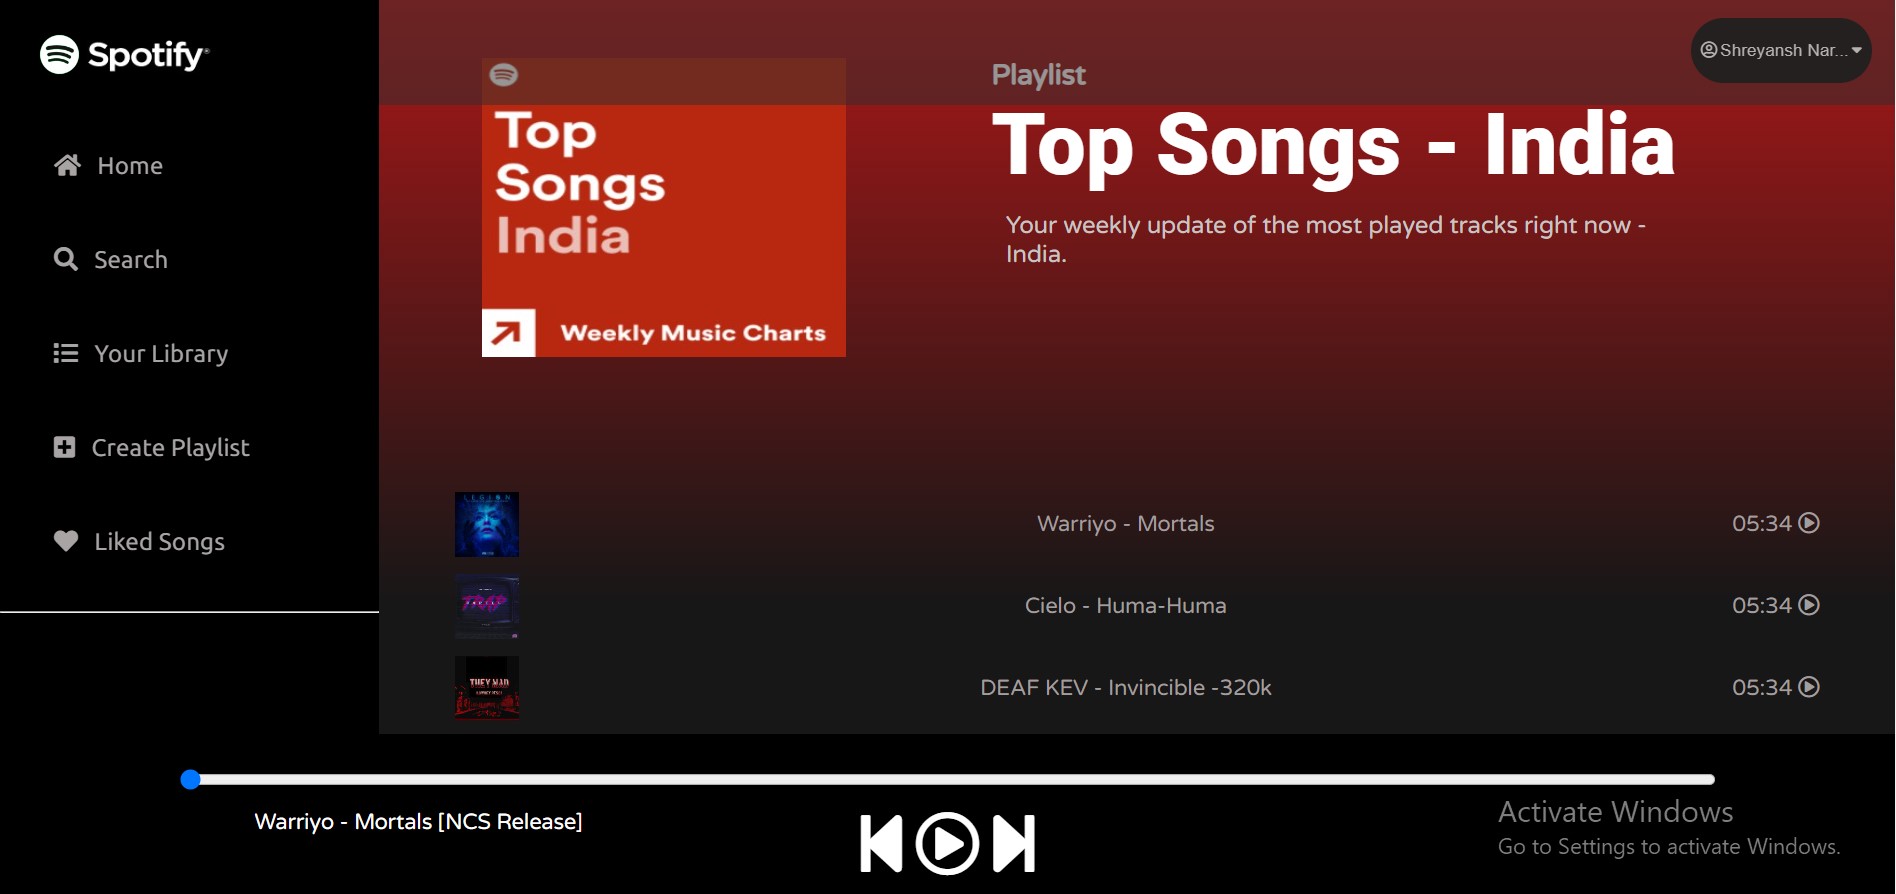 Spotify
Home
Search
Your Library
Create Playlist
Liked Songs
Shreyansh Nar...
Top
Songs
India
Weekly Music Charts
Playlist
Top Songs - India
Your weekly update of the most played tracks right now -
India.
LEGION
Warriyo - Mortals
05:34
TRAP
Cielo - Huma-Huma
05:34
THEY MAD
DEAF KEV - Invincible -320k
05:34
Warriyo - Mortals [NCS Release]
Activate Windows
Go to Settings to activate Windows.